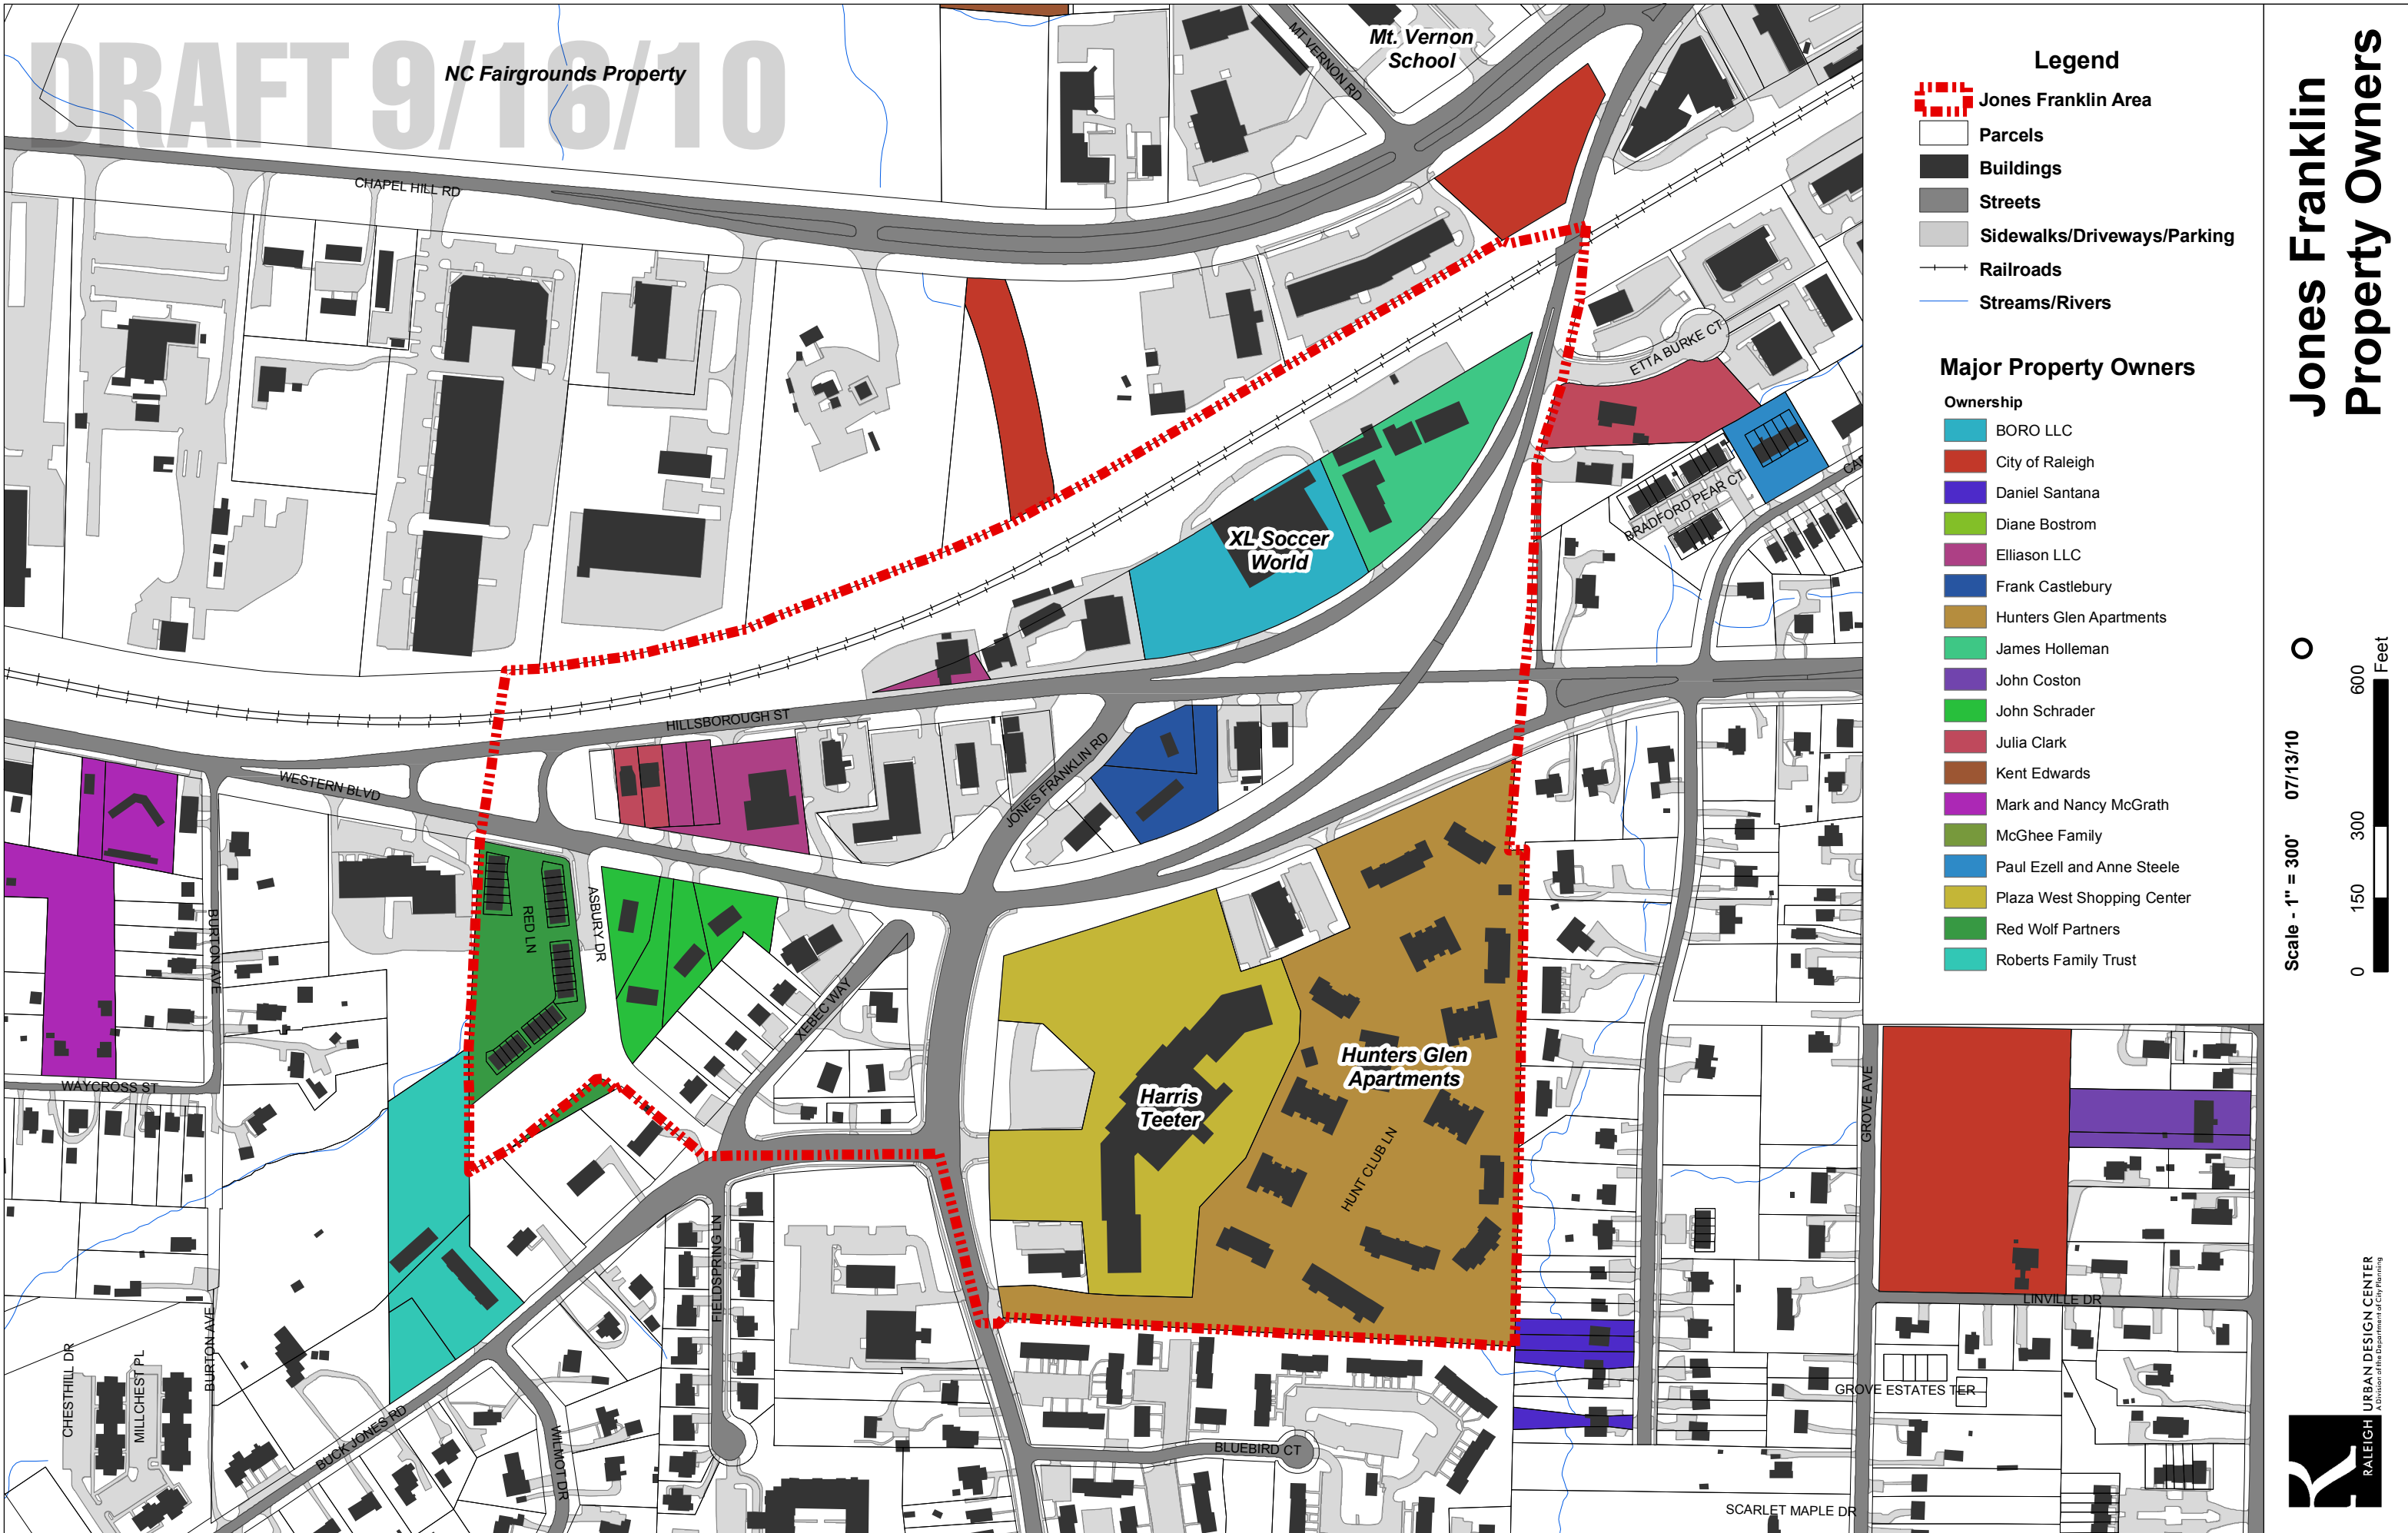 DRAFT 9/16/10
NC Fairgrounds Property
Mt. Vernon
School
MT VERNON RD
CHAPEL HILL RD
ETTA BURKE CT
BRADFORD PEAR CT
XL Soccer
World
HILLSBOROUGH ST
WESTERN BLVD
JONES FRANKLIN RD
BURTON AVE
RED LN
ASBURY DR
XEBEC WAY
WAYCROSS ST
Harris
Teeter
Hunters Glen
Apartments
HUNT CLUB LN
GROVE AVE
FIELDSPRING LN
LINVILLE DR
CHESTHILL DR
MILLCHEST PL
BURTON AVE
BUCK JONES RD
WILMOT DR
BLUEBIRD CT
GROVE ESTATES TER
SCARLET MAPLE DR
Legend
Jones Franklin Area
Parcels
Buildings
Streets
Sidewalks/Driveways/Parking
Railroads
Streams/Rivers
Major Property Owners
Ownership
BORO LLC
City of Raleigh
Daniel Santana
Diane Bostrom
Elliason LLC
Frank Castlebury
Hunters Glen Apartments
James Holleman
John Coston
John Schrader
Julia Clark
Kent Edwards
Mark and Nancy McGrath
McGhee Family
Paul Ezell and Anne Steele
Plaza West Shopping Center
Red Wolf Partners
Roberts Family Trust
Jones Franklin
Property Owners
Scale - 1" = 300' 07/13/10
0 150 300 600
Feet
RALEIGH URBAN DESIGN CENTER
A Division of the Department of City Planning